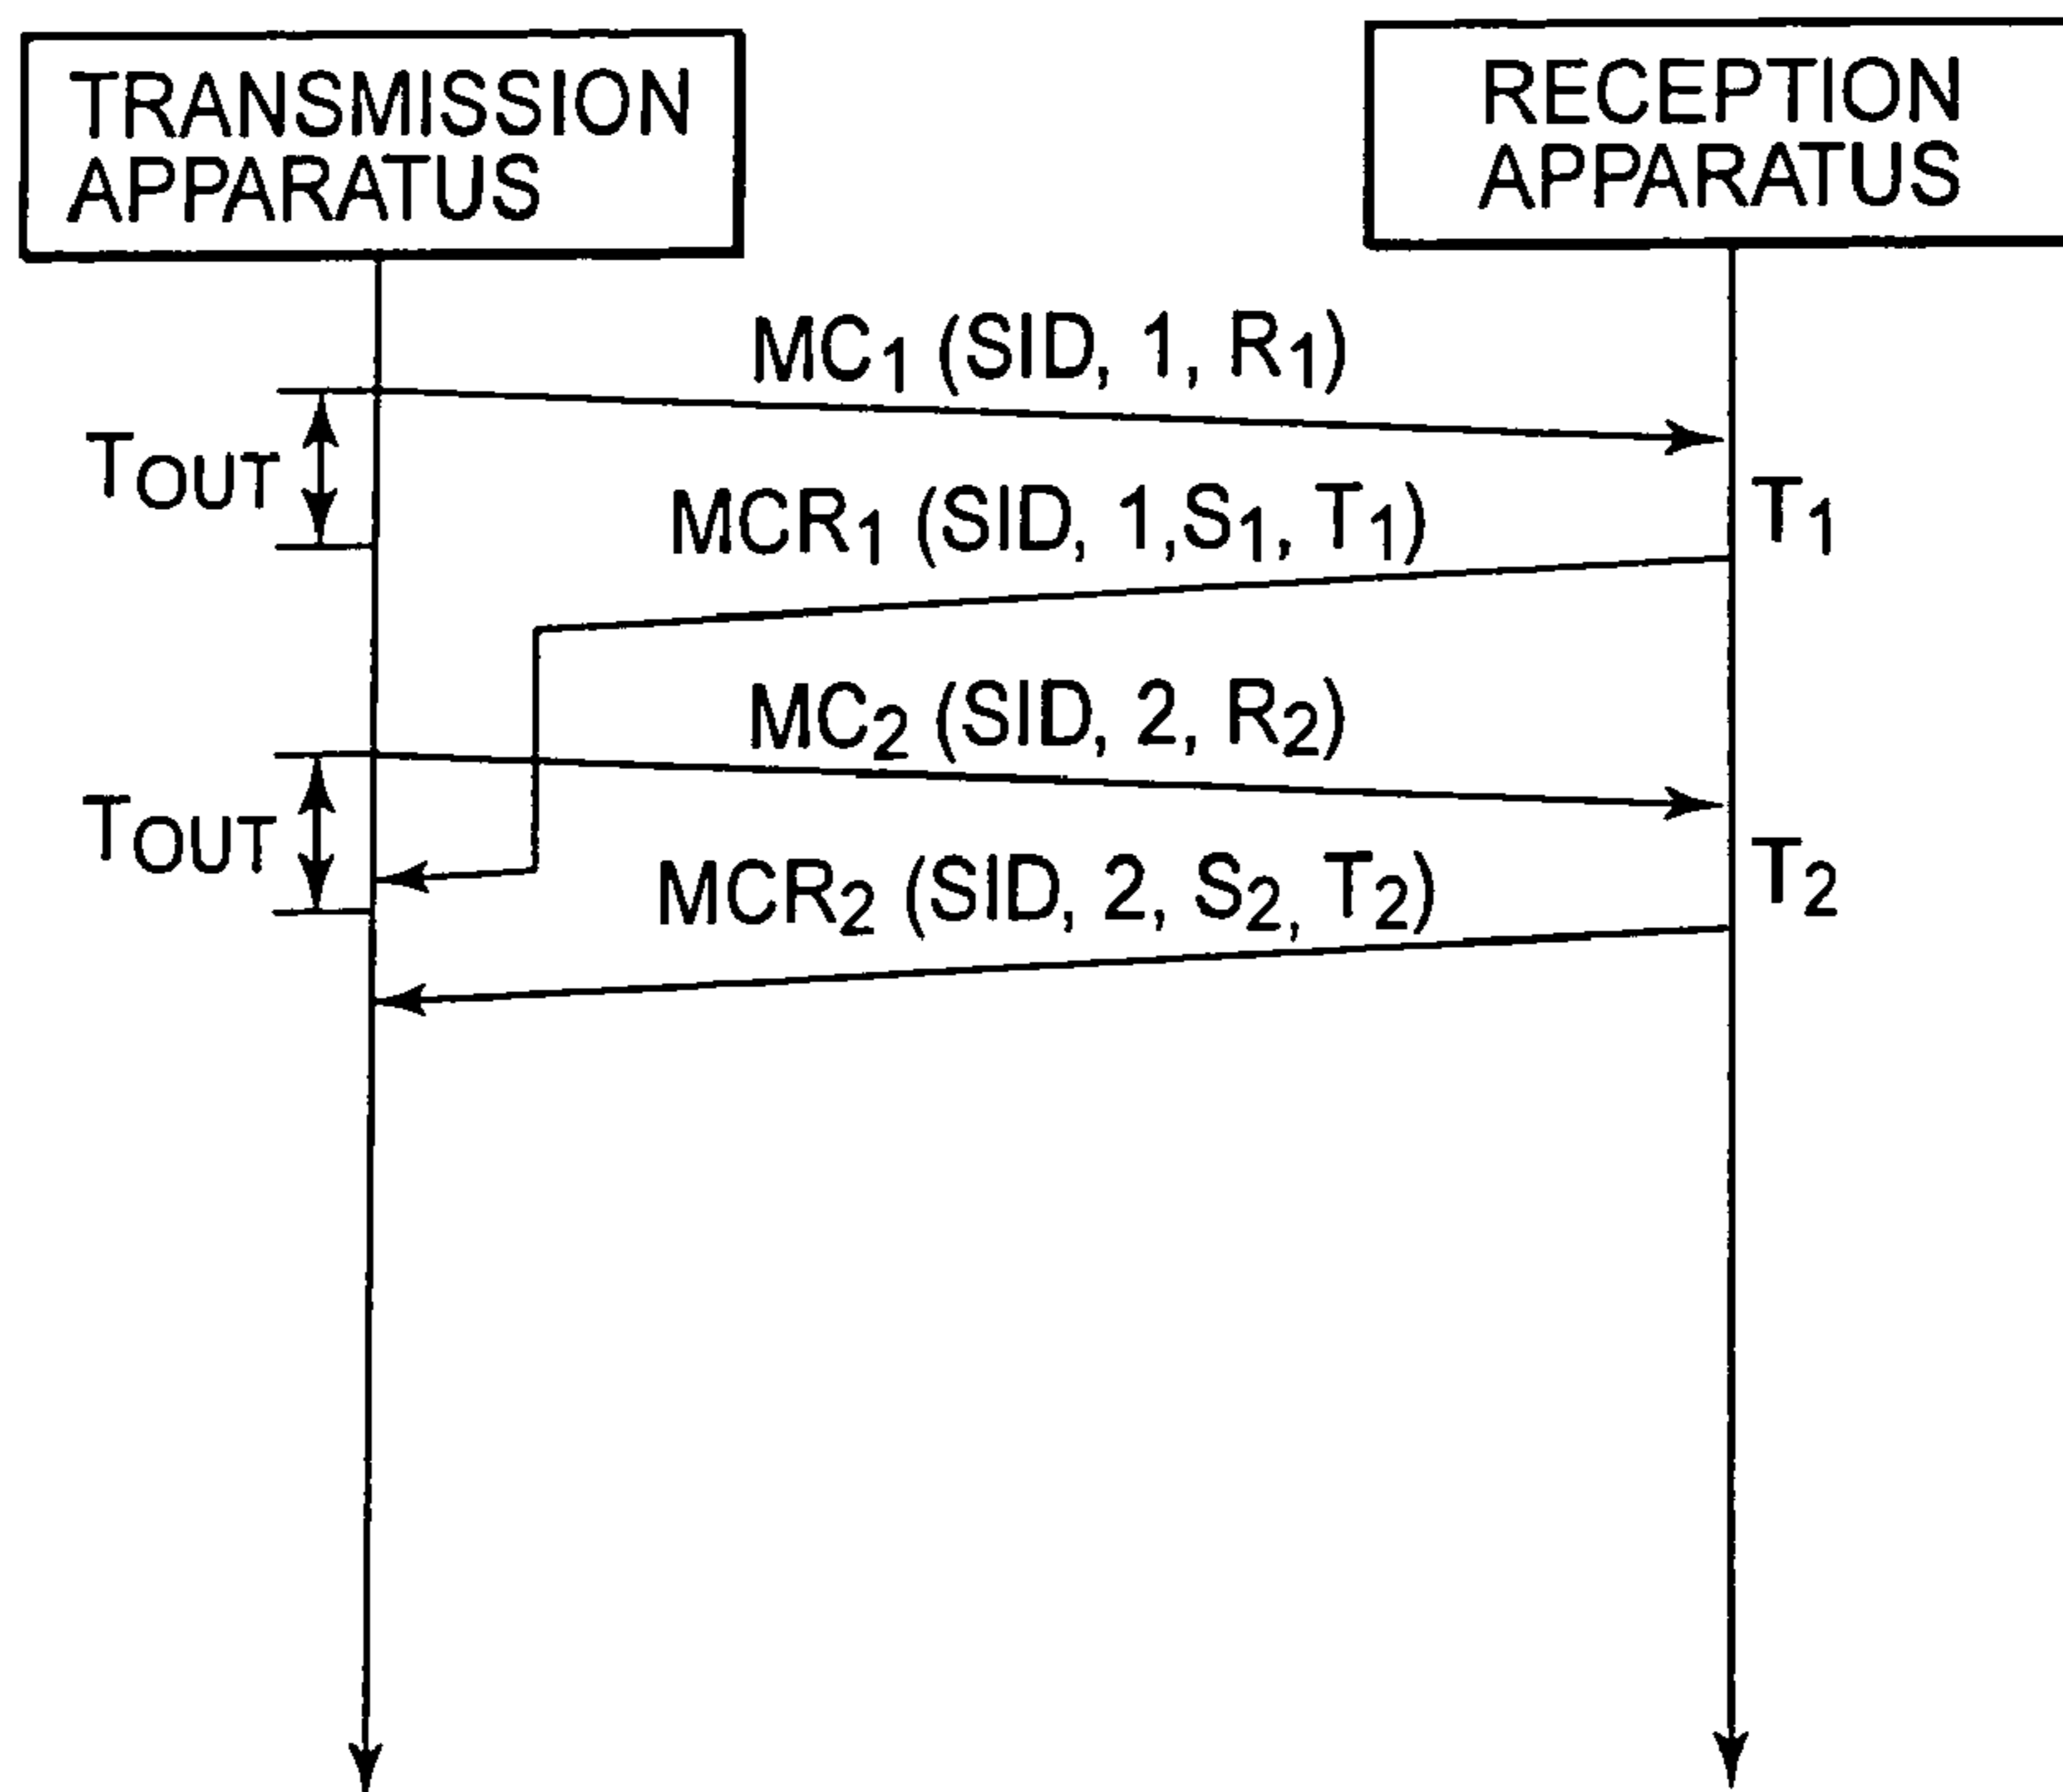 TRANSMISSION
APPARATUS
RECEPTION
APPARATUS
MC1 (SID, 1, R1)
TOUT
MCR1 (SID, 1,S1, T1)
T1
MC2 (SID, 2, R2)
TOUT
MCR2 (SID, 2, S2, T2)
T2